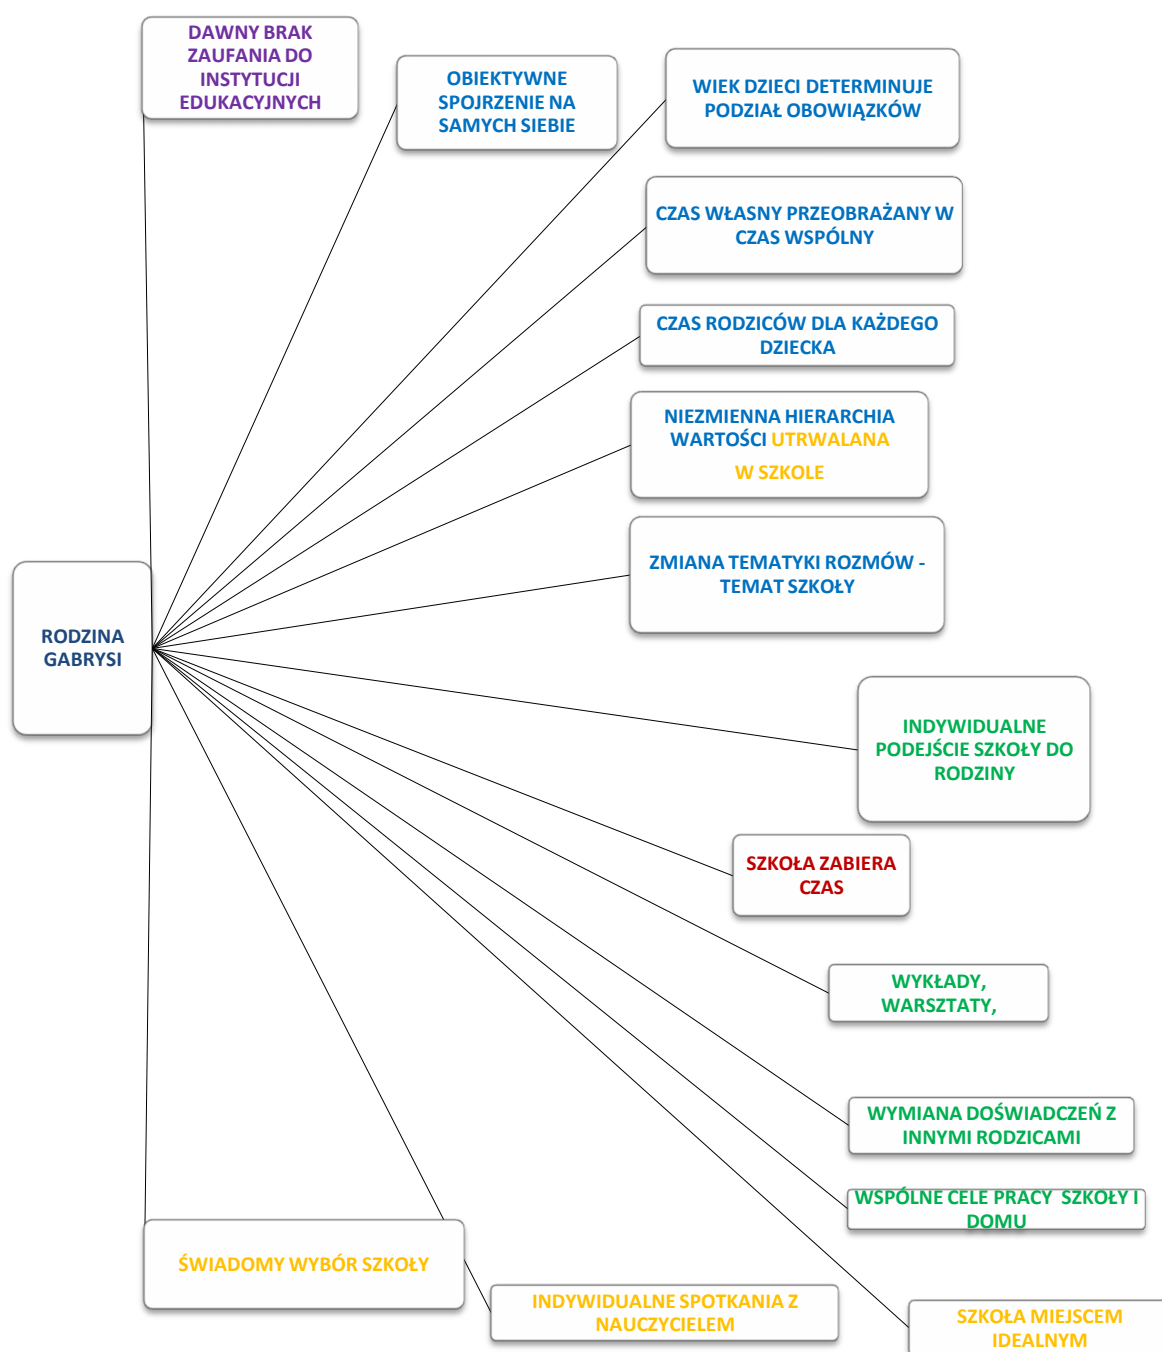 DAWNY BRAK
ZAUFANIA DO
INSTYTUCJI
EDUKACYJNYCH
OBIEKTYWNE
SPOJRZENIE NA
SAMYCH SIEBIE
WIEK DZIECI DETERMINUJE
PODZIAŁ OBOWIĄZKÓW
CZAS WŁASNY PRZEOBRAŻANY W
CZAS WSPÓLNY
CZAS RODZICÓW DLA KAŻDEGO
DZIECKA
NIEZMIENNA HIERARCHIA
WARTOŚCI UTRWALANA
W SZKOLE
ZMIANA TEMATYKI ROZMÓW -
TEMAT SZKOŁY
RODZINA
GABRYSI
INDYWIDUALNE
PODEJŚCIE SZKOŁY DO
RODZINY
SZKOŁA ZABIERA
CZAS
WYKŁADY,
WARSZTATY,
WYMIANA DOŚWIADCZEŃ Z
INNYMI RODZICAMI
WSPÓLNE CELE PRACY  SZKOŁY I
DOMU
ŚWIADOMY WYBÓR SZKOŁY
INDYWIDUALNE SPOTKANIA Z
NAUCZYCIELEM
SZKOŁA MIEJSCEM
IDEALNYM